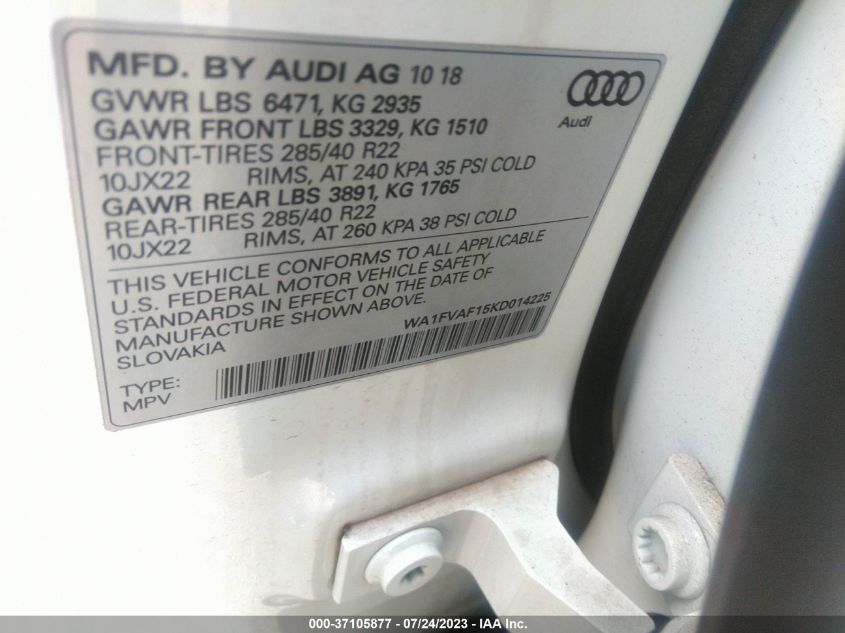 MFD. BY AUDI AG 10 18
GVWR LBS 6471, KG 2935
GAWR FRONT LBS 3329, KG 1510
FRONT-TIRES 285/40 R22
10JX22 RIMS, AT 240 KPA 35 PSI COLD
GAWR REAR LBS 3891, KG 1765
REAR-TIRES 285/40 R22
10JX22 RIMS, AT 260 KPA 38 PSI COLD
Audi
THIS VEHICLE CONFORMS TO ALL APPLICABLE
U.S. FEDERAL MOTOR VEHICLE SAFETY
STANDARDS IN EFFECT ON THE DATE OF
MANUFACTURE SHOWN ABOVE.
SLOVAKIA
WA1FVAF15KD014225
TYPE:
MPV
000-37105877 - 07/24/2023 - IAA Inc.